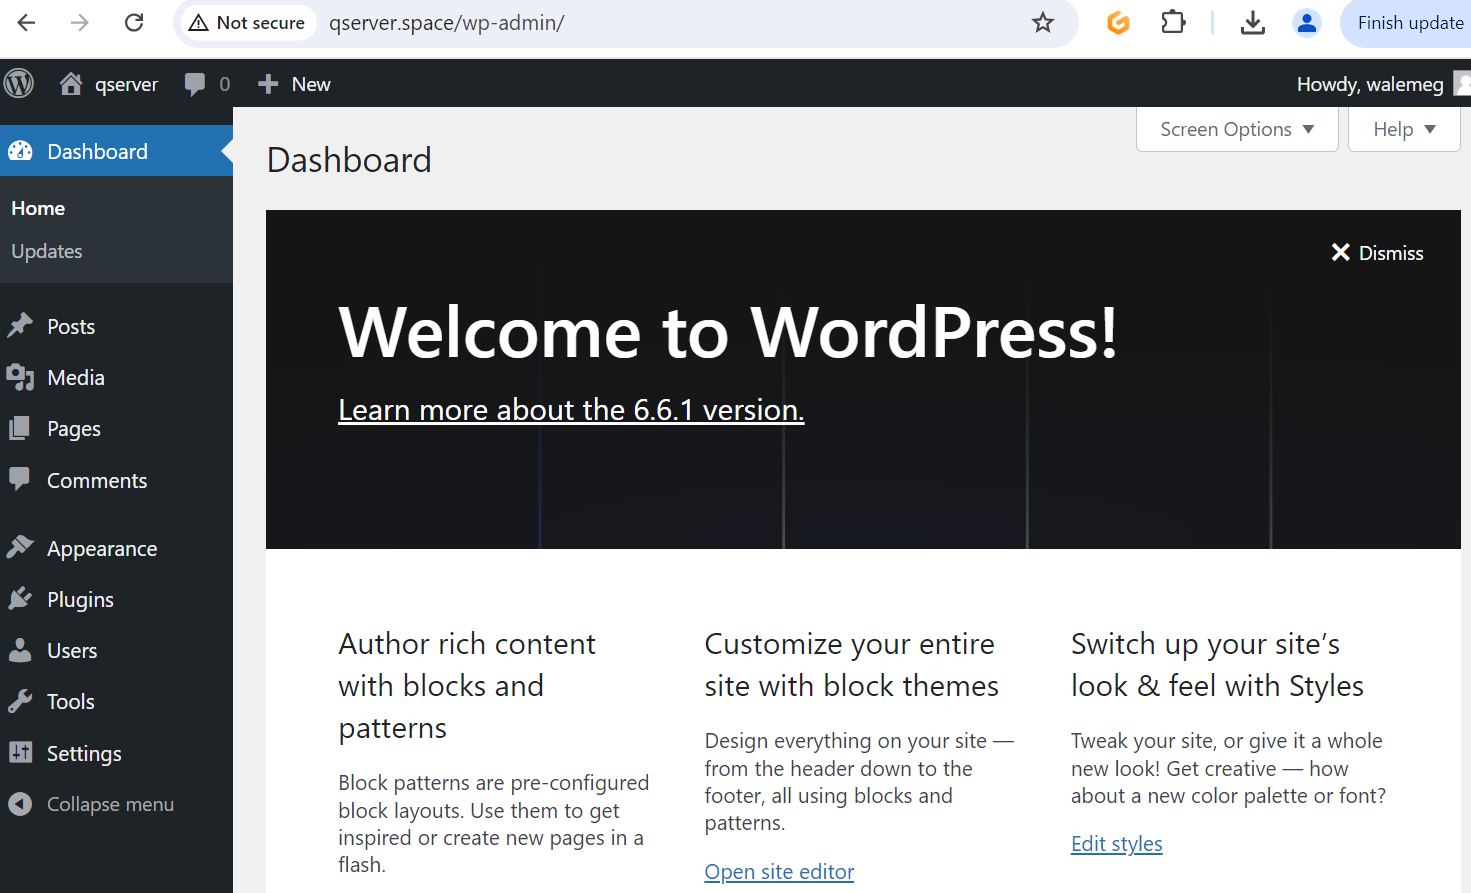 Not secure
qserver.space/wp-admin/
Finish update
qserver
0
New
Howdy, walemeg
Dashboard
Home
Updates
Posts
Media
Pages
Comments
Appearance
Plugins
Users
Tools
Settings
Collapse menu
Screen Options ▼
Help ▼
Dashboard
Dismiss
Welcome to WordPress!
Learn more about the 6.6.1 version.
Author rich content
with blocks and
patterns
Block patterns are pre-configured
block layouts. Use them to get
inspired or create new pages in a
flash.
Customize your entire
site with block themes
Design everything on your site —
from the header down to the
footer, all using blocks and
patterns.
Open site editor
Switch up your site’s
look & feel with Styles
Tweak your site, or give it a whole
new look! Get creative — how
about a new color palette or font?
Edit styles